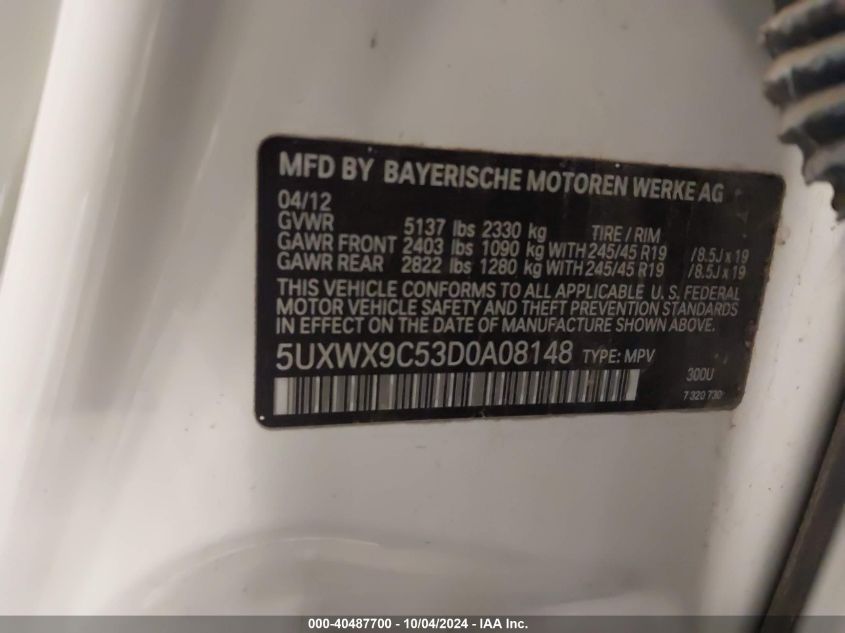 MFD BY BAYERISCHE MOTOREN WERKE AG
04/12
GVWR 5137 lbs 2330 kg TIRE / RIM
GAWR FRONT 2403 lbs 1090 kg WITH 245/45 R19 /8.5J x 19
GAWR REAR 2822 lbs 1280 kg WITH 245/45 R19 /8.5J x 19
THIS VEHICLE CONFORMS TO ALL APPLICABLE U.S. FEDERAL
MOTOR VEHICLE SAFETY AND THEFT PREVENTION STANDARDS
IN EFFECT ON THE DATE OF MANUFACTURE SHOWN ABOVE.
5UXWX9C53D0A08148 TYPE: MPV
300U
7 320 730
000-40487700 - 10/04/2024 - IAA Inc.